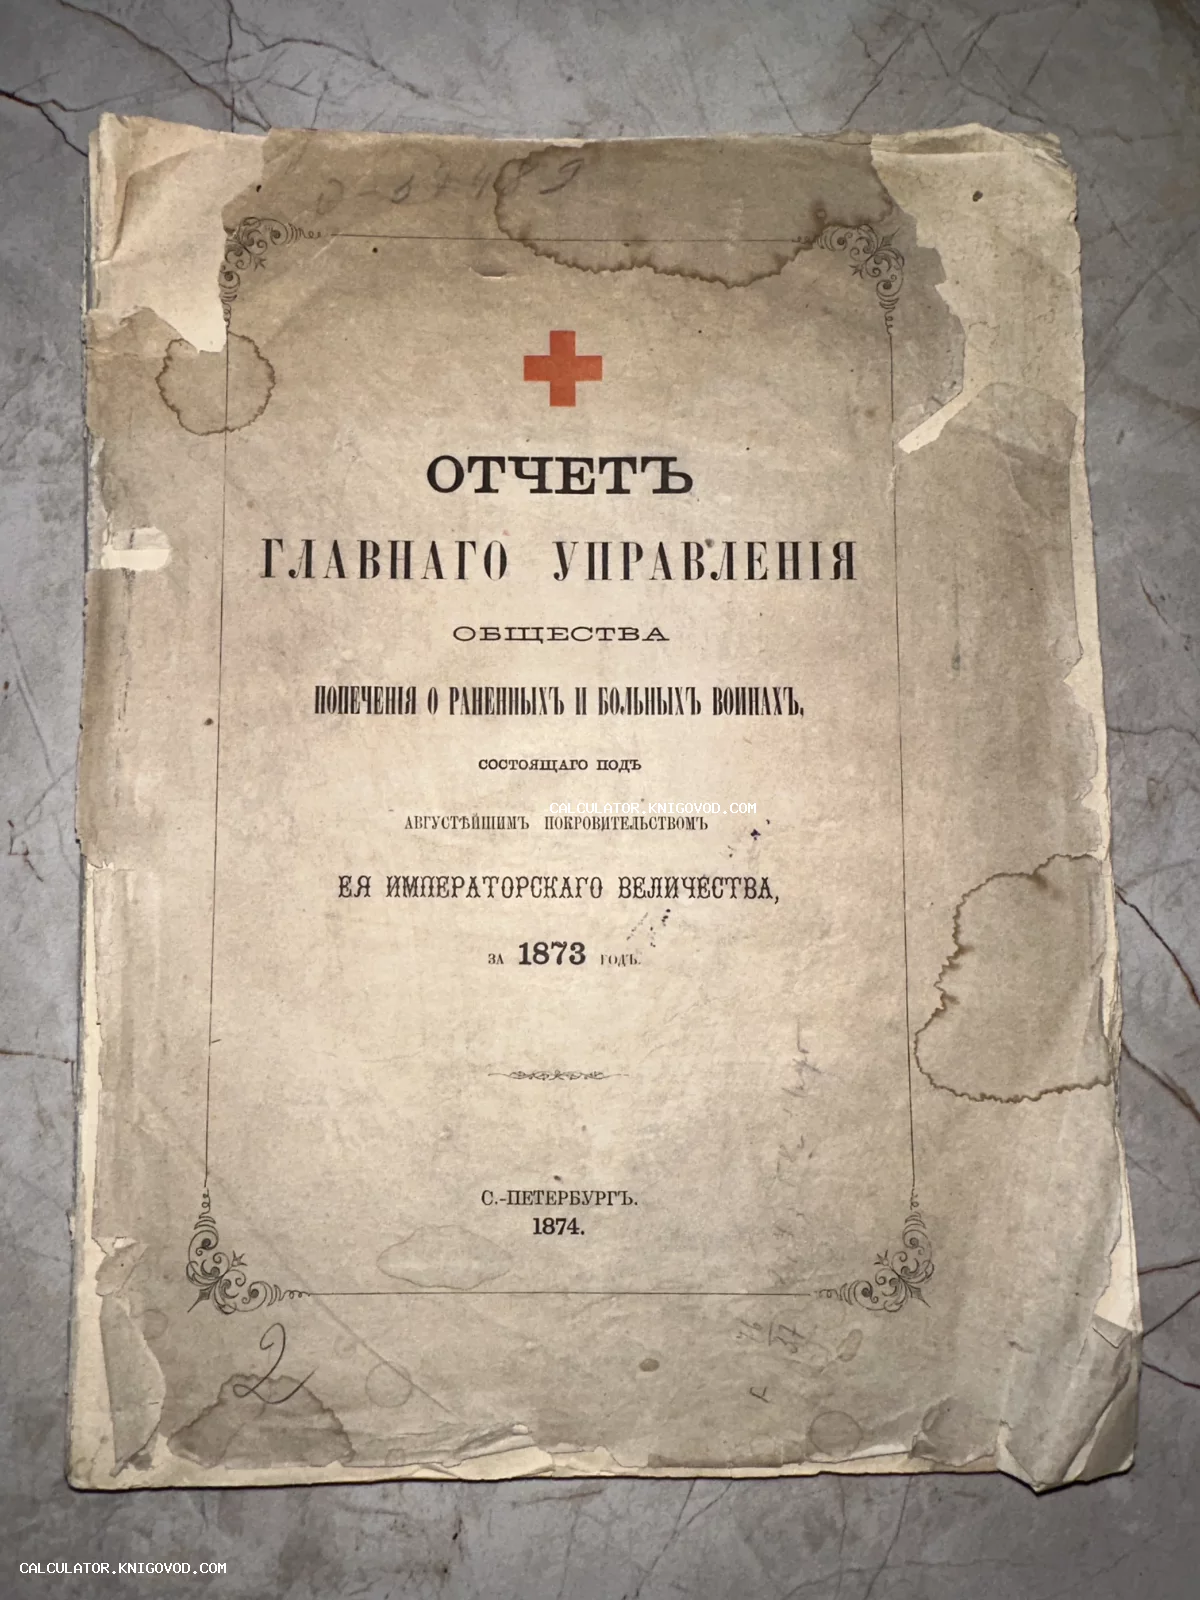 ОТЧЕТЪ
ГЛАВНАГО УПРАВЛЕНІЯ
ОБЩЕСТВА
ПОПЕЧЕНІЯ О РАНЕННЫХЪ И БОЛЬНЫХЪ ВОИНАХЪ,
СОСТОЯЩАГО ПОДЪ
CALCULATOR.KNIGOVOD.COM
АВГУСТѢЙШИМЪ ПОКРОВИТЕЛЬСТВОМЪ
ЕЯ ИМПЕРАТОРСКАГО ВЕЛИЧЕСТВА,
ЗА 1873 ГОДЪ.
С.-ПЕТЕРБУРГЪ.
1874.
2
CALCULATOR.KNIGOVOD.COM